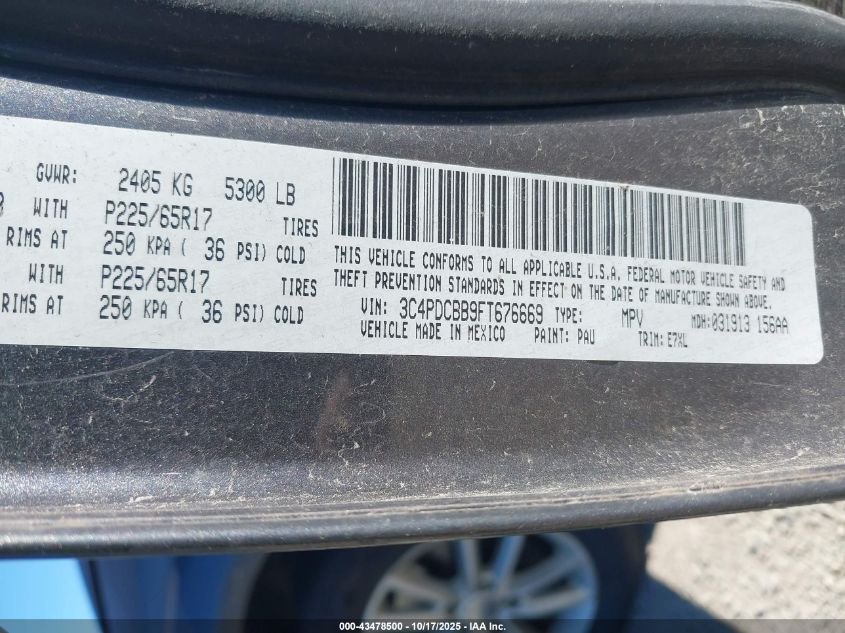 GVWR: 2405 KG 5300 LB
WITH P225/65R17 TIRES
RIMS AT 250 KPA ( 36 PSI) COLD
WITH P225/65R17 TIRES
RIMS AT 250 KPA ( 36 PSI) COLD
THIS VEHICLE CONFORMS TO ALL APPLICABLE U.S.A. FEDERAL MOTOR VEHICLE SAFETY AND
THEFT PREVENTION STANDARDS IN EFFECT ON THE DATE OF MANUFACTURE SHOWN ABOVE.
VIN: 3C4PDCBB9FT676669 TYPE: MPV MDH:031913 156AA
VEHICLE MADE IN MEXICO PAINT: PAU TRIM: E7XL
000-43478500 | 10/17/2025 | IAA Inc.